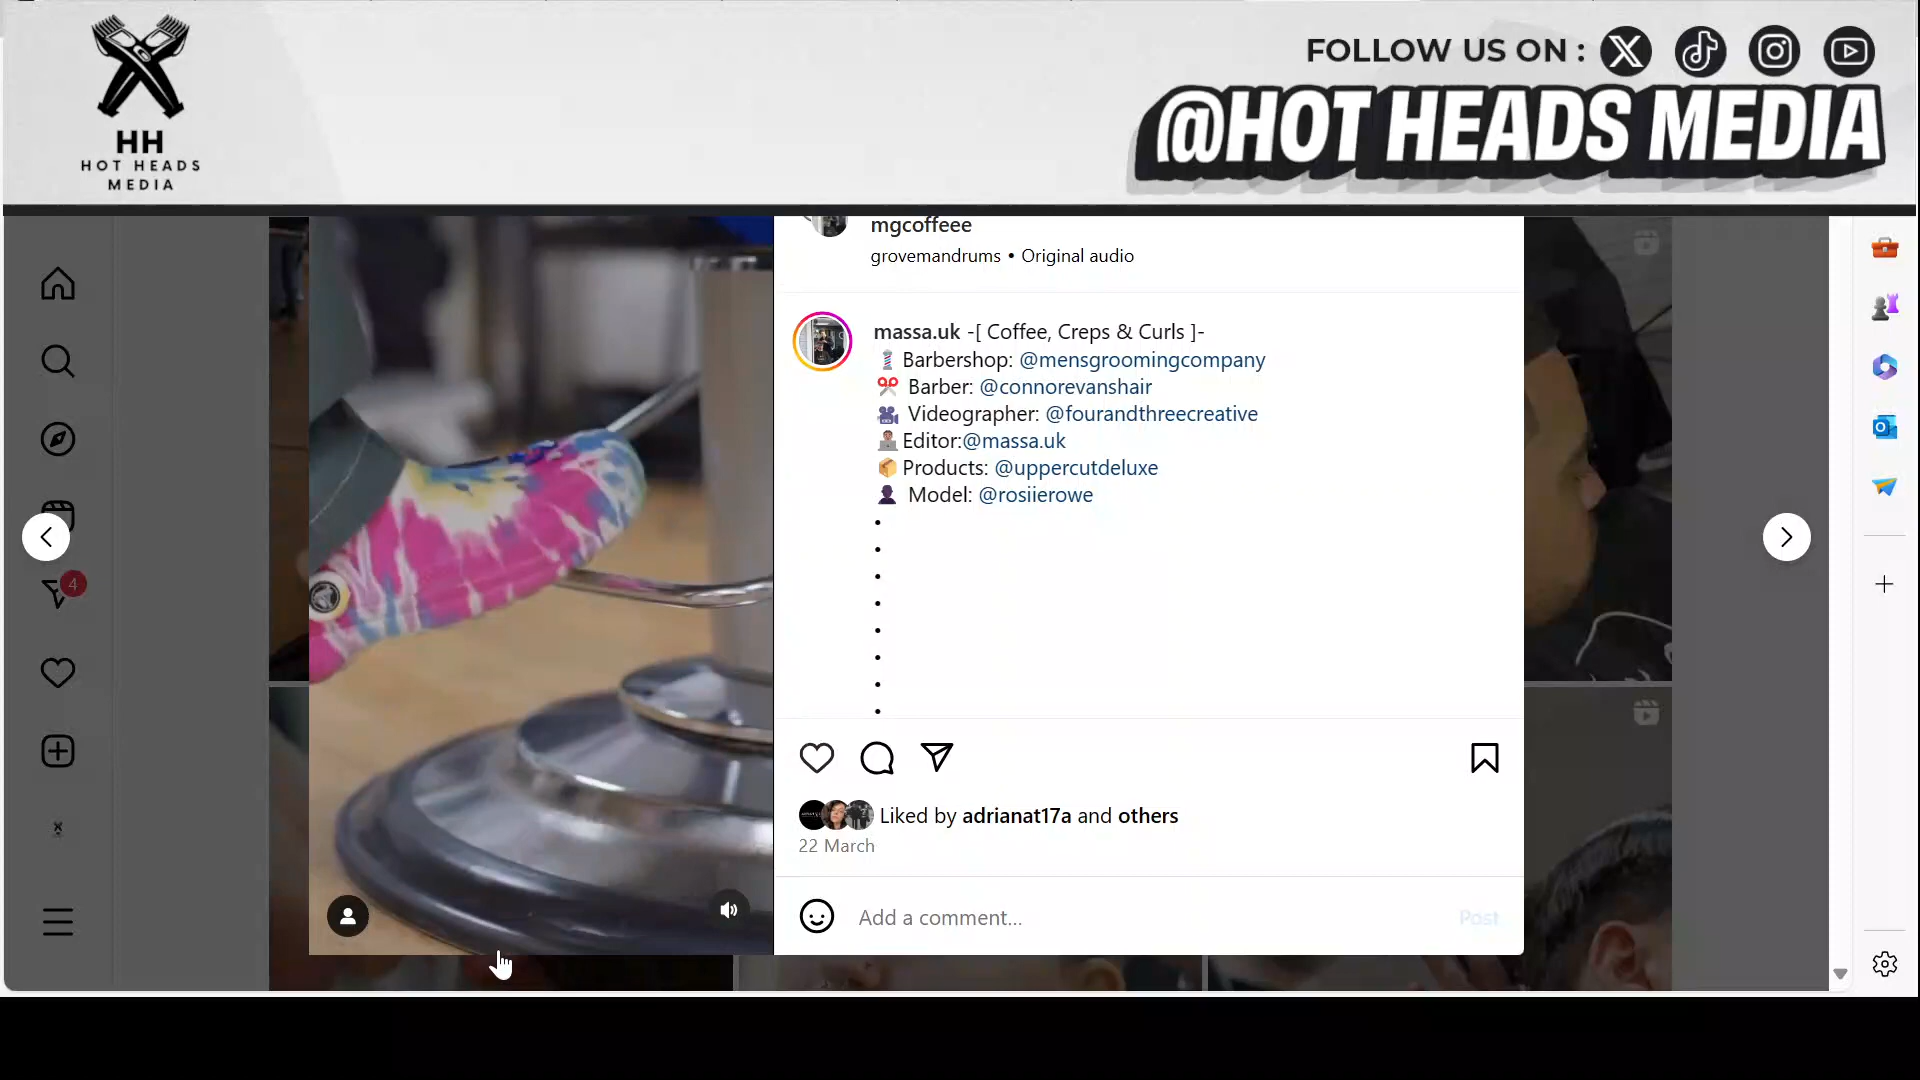 FOLLOW US ON :
@HOT HEADS MEDIA
HH
HOT HEADS
MEDIA
mgcoffeee
grovemandrums • Original audio
massa.uk -[ Coffee, Creps & Curls ]-
💈Barbershop: @mensgroomingcompany
✂️ Barber: @connorevanshair
🎥 Videographer: @fourandthreecreative
👨🏽‍💻Editor:@massa.uk
📦Products: @uppercutdeluxe
👤 Model: @rosiierowe
•
•
•
•
•
•
•
•
4
Liked by adrianat17a and others
22 March
Add a comment...
Post